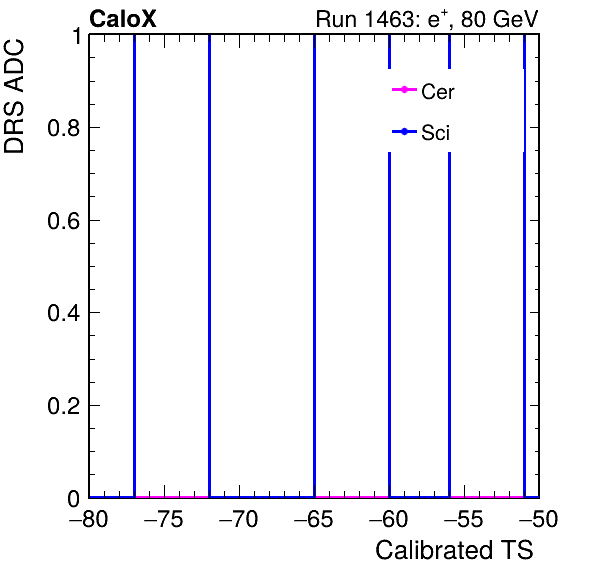 CaloX
Run 1463: e⁺, 80 GeV
DRS ADC
1
0.8
0.6
0.4
0.2
0
Cer
Sci
−80 −75 −70 −65 −60 −55 −50
Calibrated TS